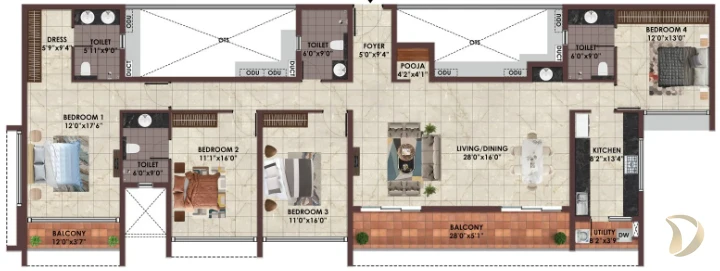 ODU
OTS
DRESS
5'9"x9'4"
TOILET
5'11"x9'0"
DUCT
ODU
ODU
TOILET
6'0"x9'0"
DUCT
FOYER
5'0"x9'4"
POOJA
4'2"x4'1"
OTS
ODU
ODU
DUCT
ODU
TOILET
6'0"x9'0"
BEDROOM 4
12'0"x13'0"
BEDROOM 1
12'0"x17'6"
TOILET
6'0"x9'0"
BEDROOM 2
11'1"x16'0"
BEDROOM 3
11'0"x16'0"
LIVING/DINING
28'0"x16'0"
KITCHEN
8'2"x13'4"
BALCONY
12'0"x3'7"
BALCONY
28'0"x5'1"
UTILITY
8'2"x3'9"
DW